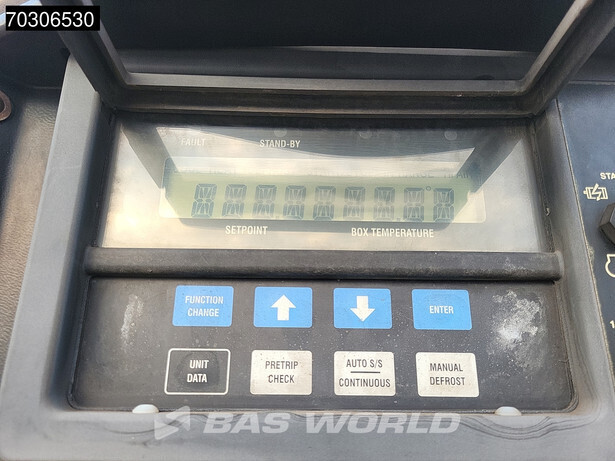 70306530
FAULT STAND-BY
SETPOINT BOX TEMPERATURE
FUNCTION
CHANGE
ENTER
UNIT
DATA
PRETRIP
CHECK
AUTO S/S
CONTINUOUS
MANUAL
DEFROST
BAS WORLD